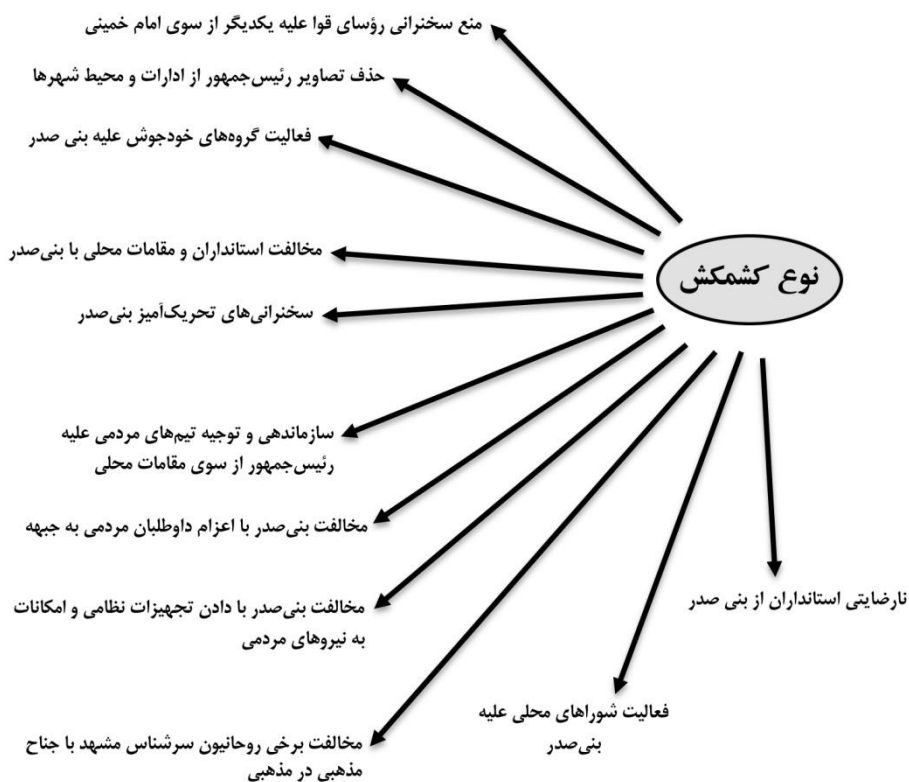 منع سخنرانی رؤسای قوا علیه یکدیگر از سوی امام خمینی
حذف تصاویر رئیس‌جمهور از ادارات و محیط شهرها
فعالیت گروه‌های خودجوش علیه بنی صدر
نوع کشمکش
مخالفت استانداران و مقامات محلی با بنی‌صدر
سخنرانی‌های تحریک‌آمیز بنی‌صدر
سازماندهی و توجیه تیم‌های مردمی علیه
رئیس‌جمهور از سوی مقامات محلی
مخالفت بنی‌صدر با اعزام داوطلبان مردمی به جبهه
نارضایتی استانداران از بنی صدر
مخالفت بنی‌صدر با دادن تجهیزات نظامی و امکانات
به نیروهای مردمی
فعالیت شوراهای محلی علیه
بنی‌صدر
مخالفت برخی روحانیون سرشناس مشهد با جناح
مذهبی در مذهبی